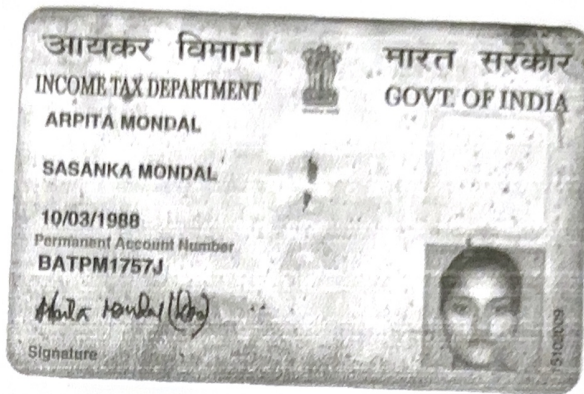 आयकर विभाग
भारत सरकार
INCOME TAX DEPARTMENT
GOVT. OF INDIA
ARPITA MONDAL
SASANKA MONDAL
10/03/1988
Permanent Account Number
BATPM1757J
Signature